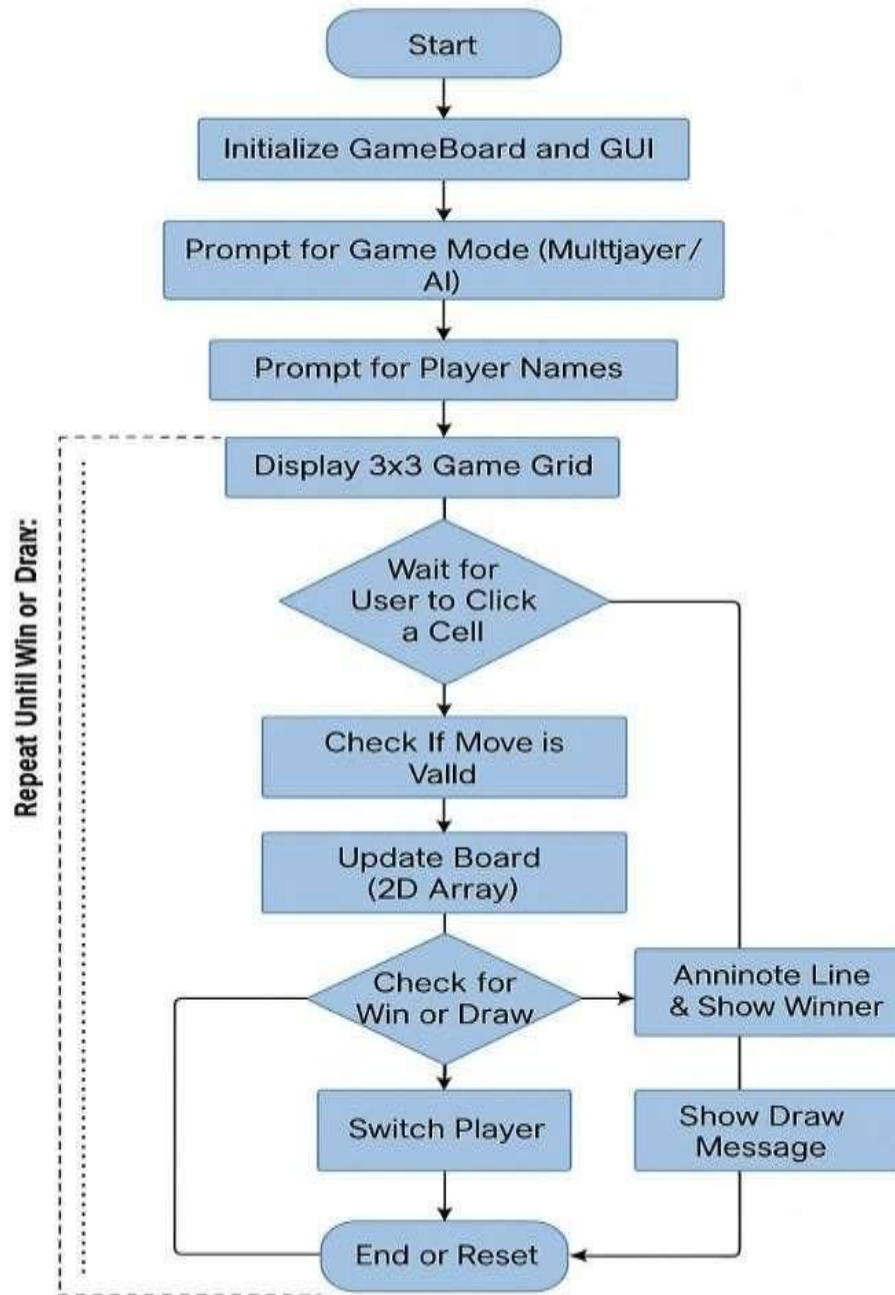 Start
Initialize GameBoard and GUI
Prompt for Game Mode (Multtjayer/
AI)
Prompt for Player Names
Display 3x3 Game Grid
Repeat Until Win or Draw:
Wait for
User to Click
a Cell
Check If Move is
Valld
Update Board
(2D Array)
Check for
Win or Draw
Anninote Line
& Show Winner
Switch Player
Show Draw
Message
End or Reset